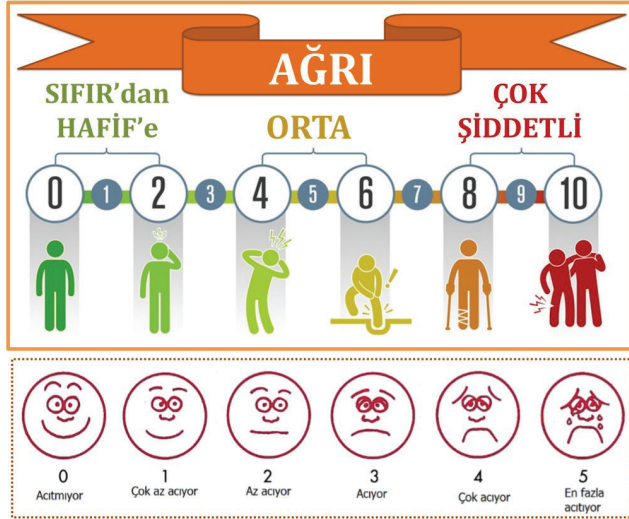 AĞRI
SIFIR'dan
HAFİF'e
ORTA
ÇOK
ŞİDDETLİ
0 1 2 3 4 5 6 7 8 9 10
!
0 1 2 3 4 5
Acıtmıyor Çok az acıyor Az acıyor Acıyor Çok acıyor En fazla
acıtıyor